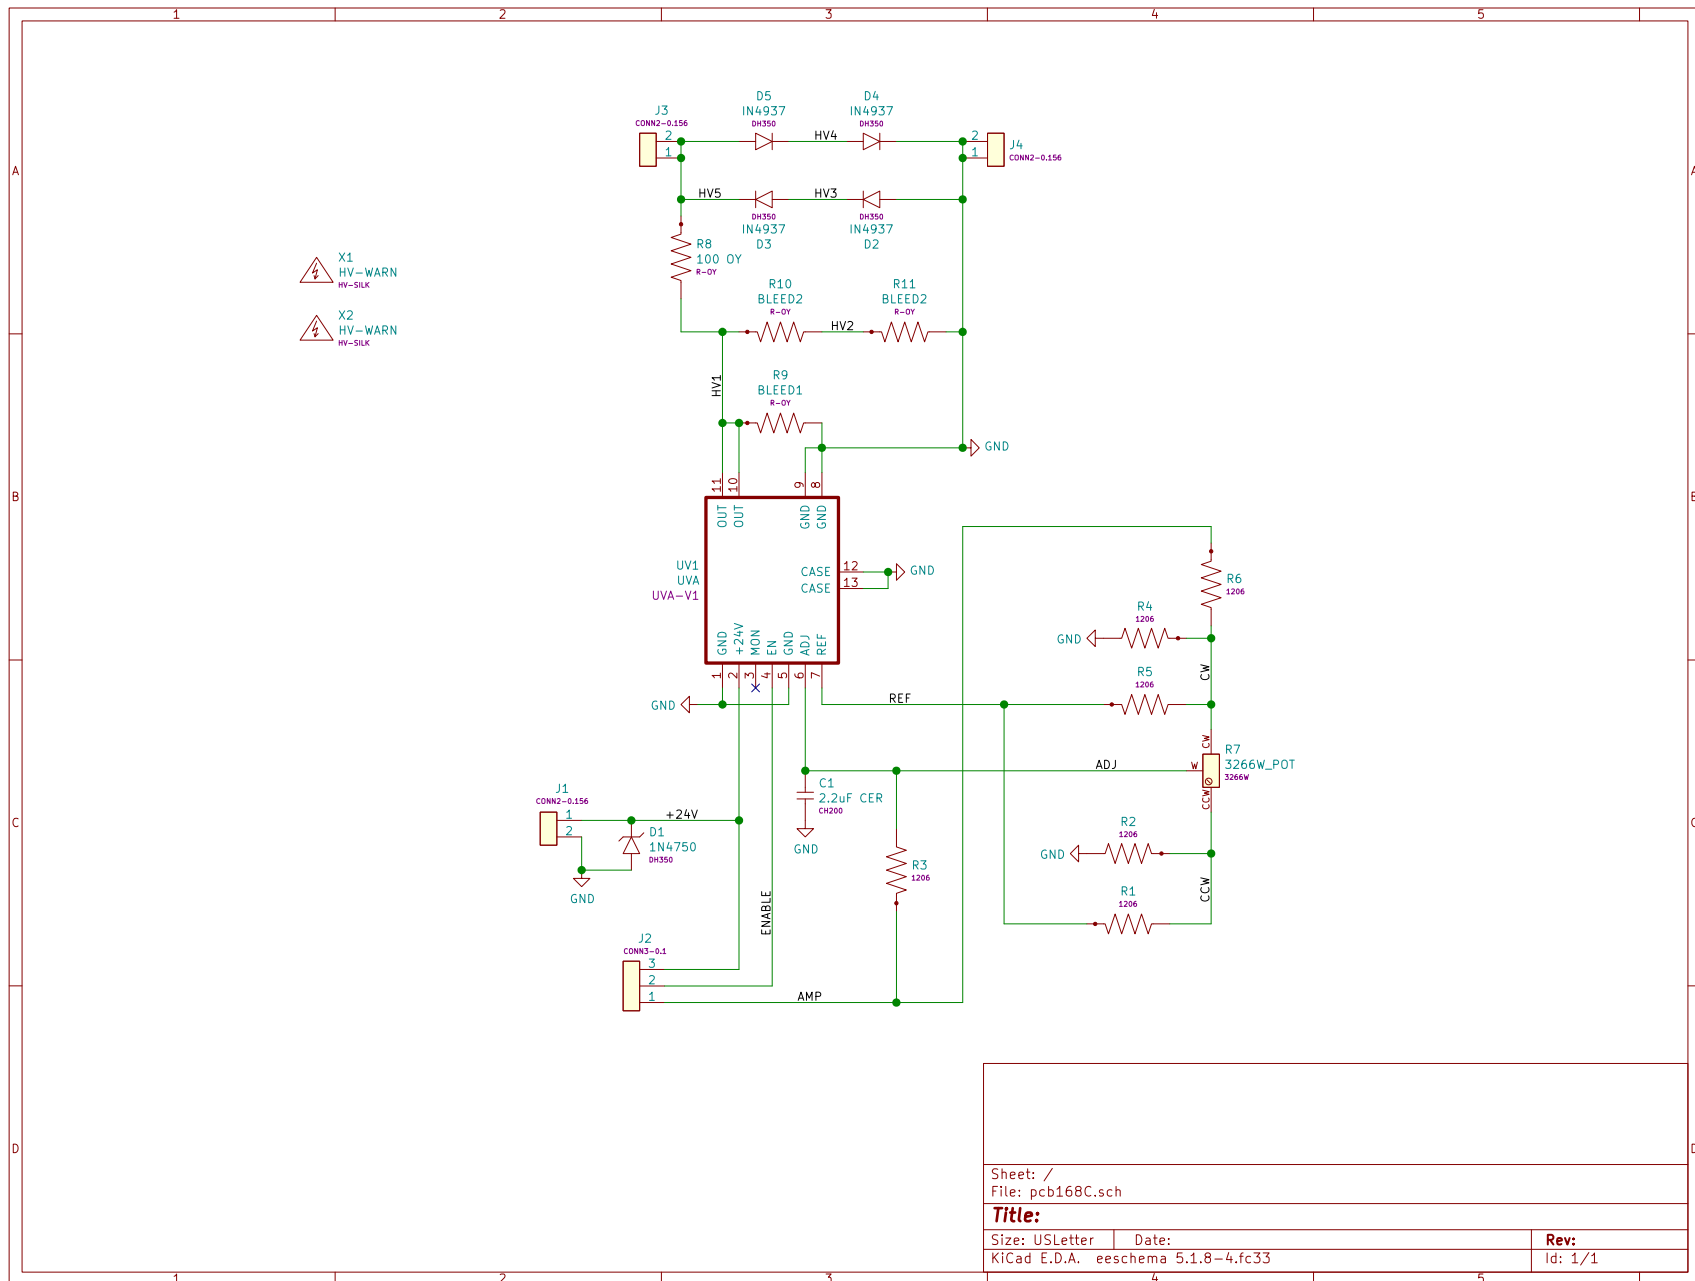 1 2 3 4 5
A
B
C
D
A
B
C
D
J3
CONN2-0.156
2
1
D5
IN4937
DH350
HV4
D4
IN4937
DH350
2
1
J4
CONN2-0.156
HV5
HV3
DH350
IN4937
D3
DH350
IN4937
D2
R8
100 OY
R-OY
X1
HV-WARN
HV-SILK
X2
HV-WARN
HV-SILK
R10
BLEED2
R-OY
HV2
R11
BLEED2
R-OY
HV1
R9
BLEED1
R-OY
GND
11
10
9
8
OUT
OUT
GND
GND
UV1
UVA
UVA-V1
CASE 12
CASE 13
GND
GND
+24V
MON
EN
GND
ADJ
REF
1
2
3
4
5
6
7
GND
REF
R6
1206
R4
1206
GND
CW
R5
1206
CW
R7
3266W_POT
3266W
W
CCW
ADJ
C1
2.2uF CER
CH200
GND
J1
CONN2-0.156
1
2
+24V
D1
1N4750
DH350
GND
R3
1206
R2
1206
GND
CCW
R1
1206
ENABLE
J2
CONN3-0.1
3
2
1
AMP
Sheet: /
File: pcb168C.sch
Title:
Size: USLetter Date: Rev:
KiCad E.D.A. eeschema 5.1.8-4.fc33 Id: 1/1
1 2 3 4 5